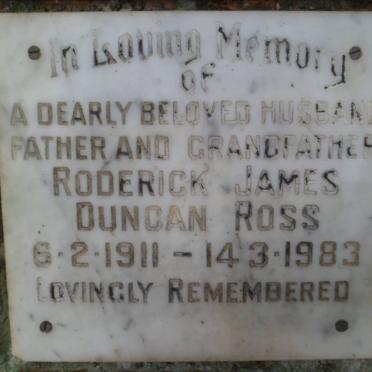 In Loving Memory
of
A DEARLY BELOVED HUSBAND
FATHER AND GRANDFATHER
RODERICK JAMES
DUNCAN ROSS
6·2·1911 - 14·3·1983
LOVINGLY REMEMBERED